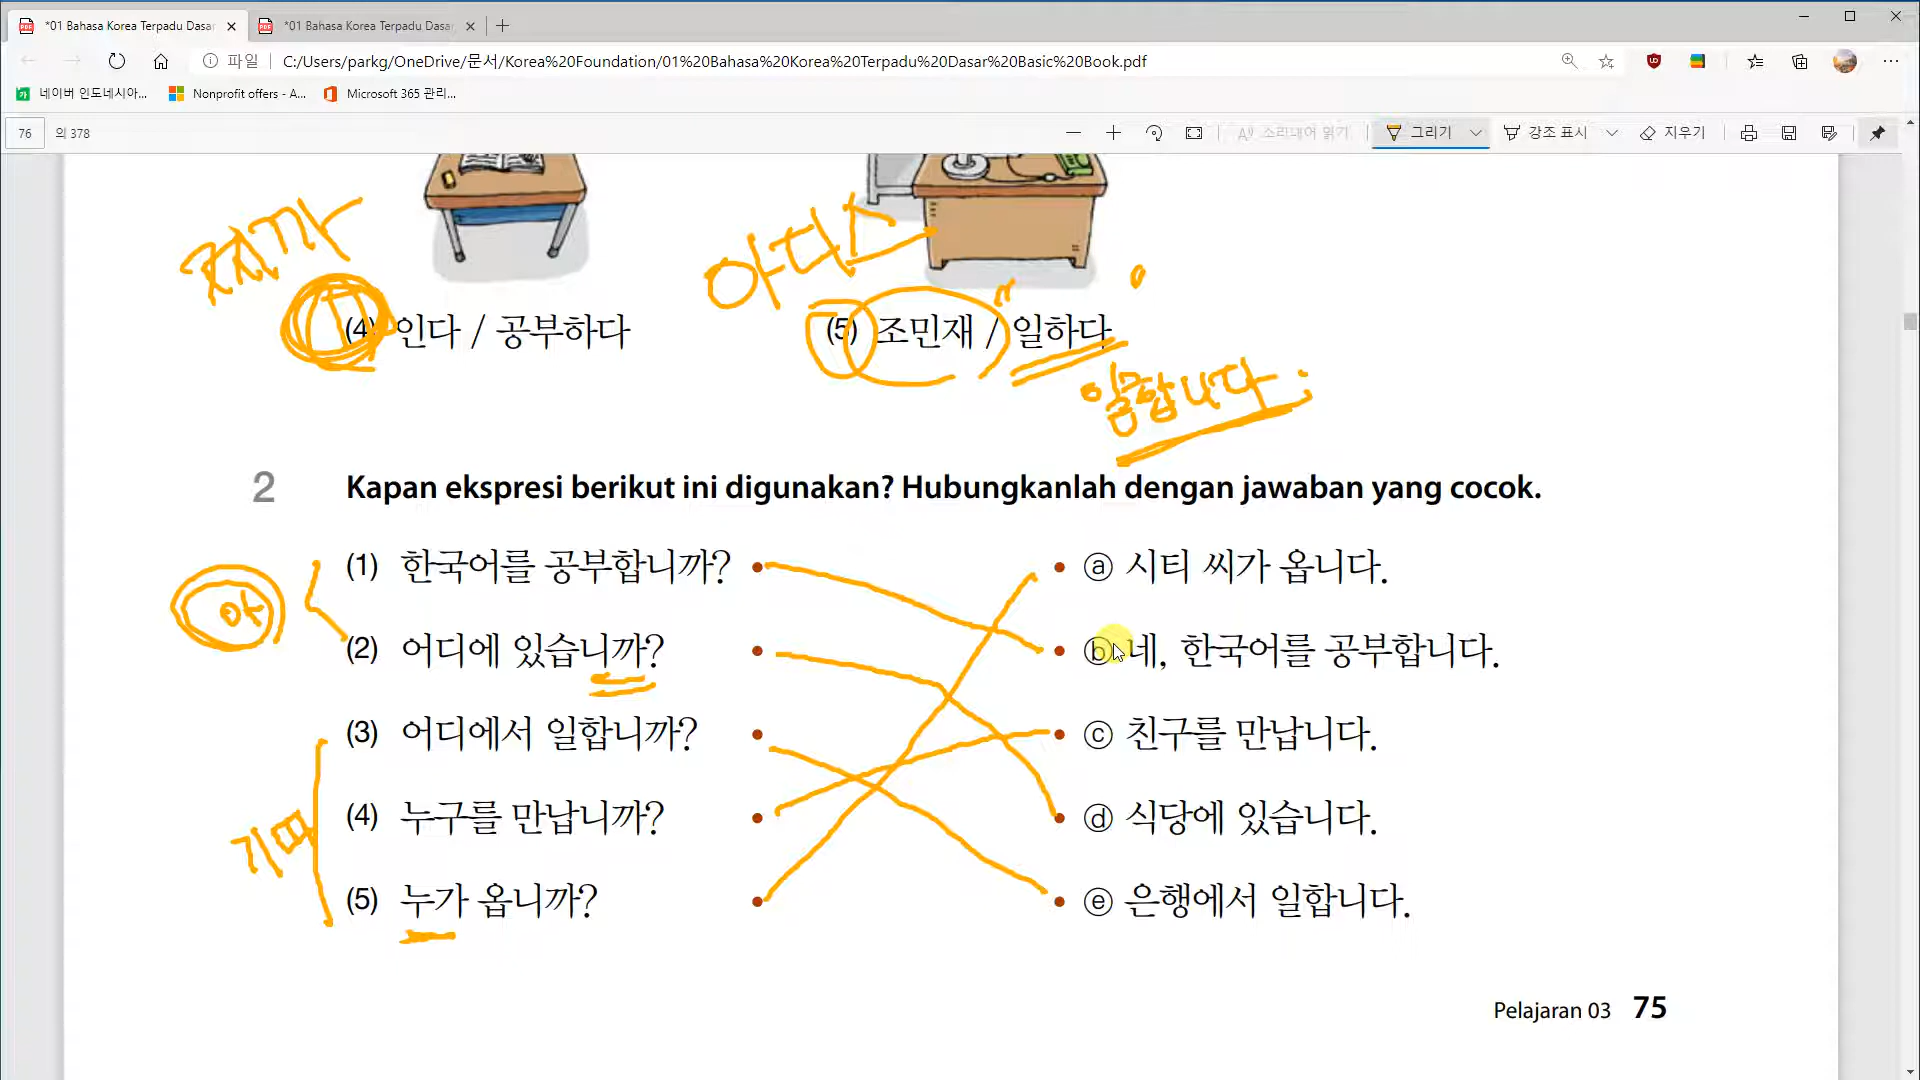 *01 Bahasa Korea Terpadu Dasar
*01 Bahasa Korea Terpadu Dasa
파일
C:/Users/parkg/OneDrive/문서/Korea%20Foundation/01%20Bahasa%20Korea%20Terpadu%20Dasar%20Basic%20Book.pdf
네이버 인도네시아...
Nonprofit offers - A...
Microsoft 365 관리...
76 의 378
소리내어 읽기
그리기
강조 표시
지우기
아디스
(4) 인다 / 공부하다
(5) 조민재 / 일하다
일합니다.
2 Kapan ekspresi berikut ini digunakan? Hubungkanlah dengan jawaban yang cocok.
(1) 한국어를 공부합니까?
ⓐ 시티 씨가 옵니다.
(2) 어디에 있습니까?
ⓑ 네, 한국어를 공부합니다.
(3) 어디에서 일합니까?
ⓒ 친구를 만납니다.
(4) 누구를 만납니까?
ⓓ 식당에 있습니다.
(5) 누가 옵니까?
ⓔ 은행에서 일합니다.
Pelajaran 03 75